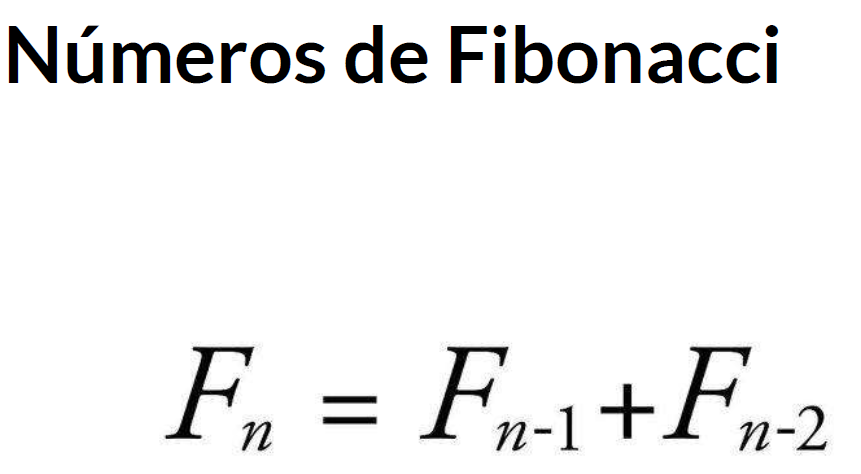 Números de Fibonacci
Fₙ = Fₙ₋₁+Fₙ₋₂